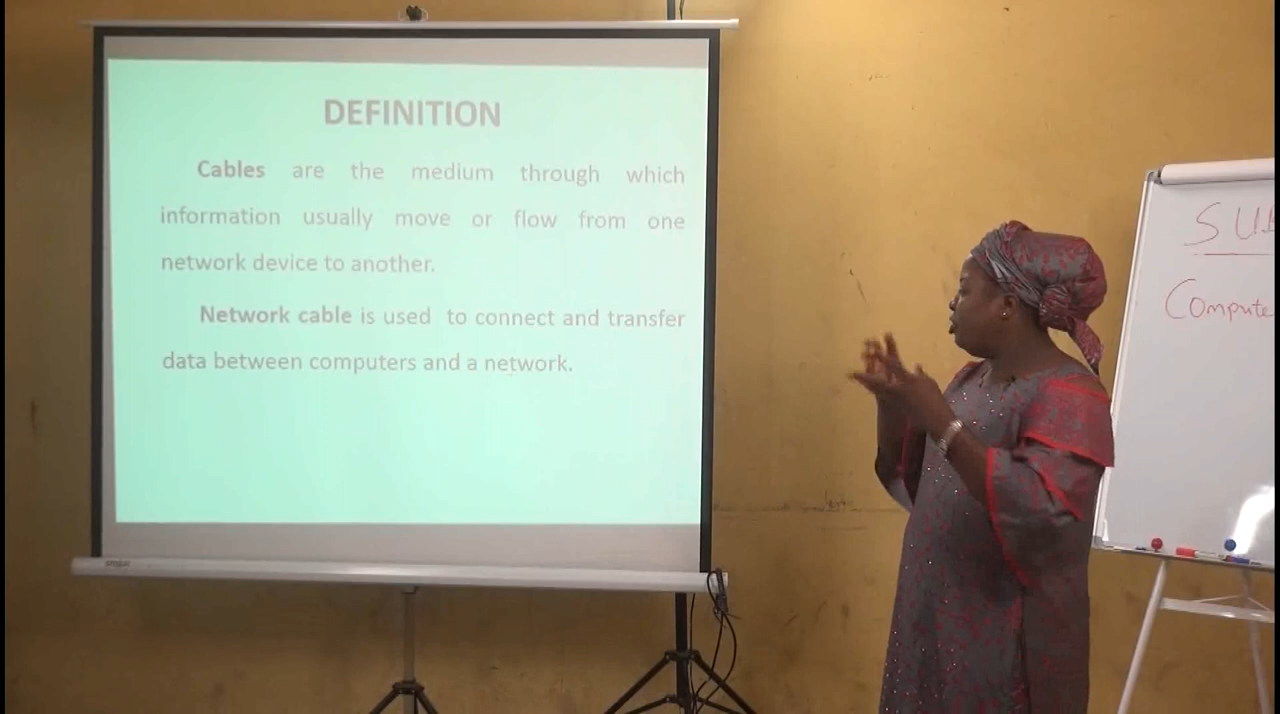 DEFINITION
Cables are the medium through which
information usually move or flow from one
network device to another.
Network cable is used to connect and transfer
data between computers and a network.
SU
Compute